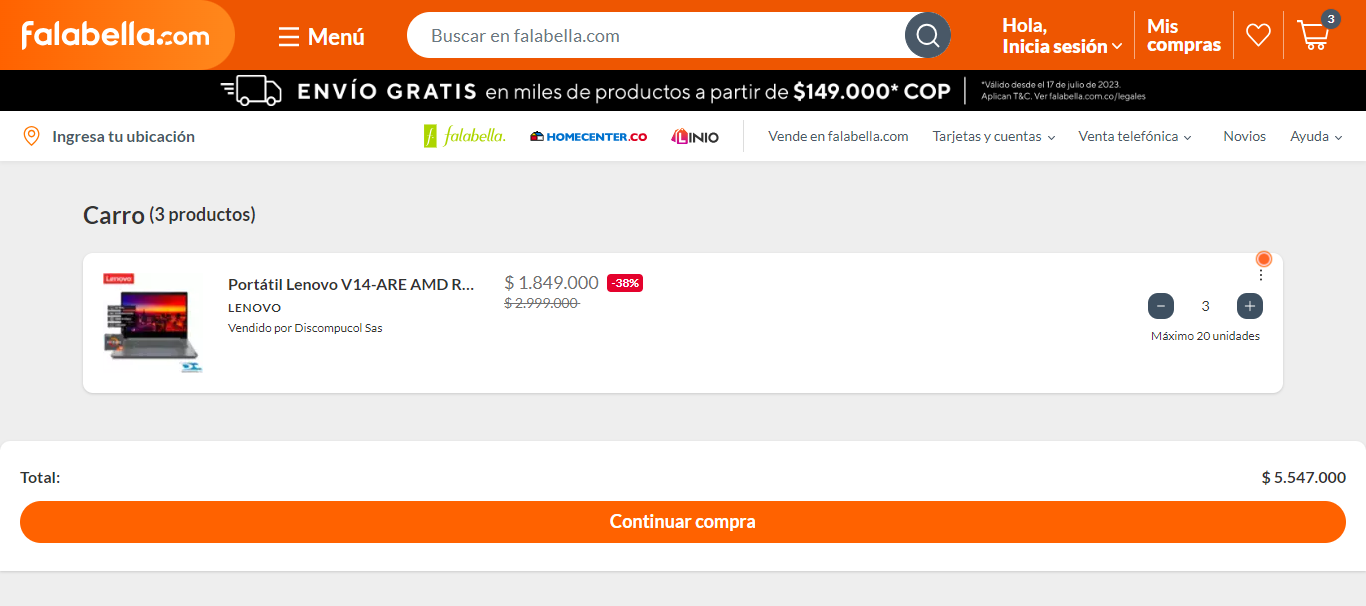 falabella.com
Menú
Buscar en falabella.com
Hola,
Inicia sesión
Mis
compras
3
ENVÍO GRATIS en miles de productos a partir de $149.000* COP
*Válido desde el 17 de julio de 2023.
Aplican T&C. Ver falabella.com.co/legales
Ingresa tu ubicación
falabella.
HOMECENTER.CO
LINIO
Vende en falabella.com
Tarjetas y cuentas
Venta telefónica
Novios
Ayuda
Carro (3 productos)
Lenovo
Portátil Lenovo V14-ARE AMD R...
LENOVO
Vendido por Discompucol Sas
$ 1.849.000 -38%
$ 2.999.000
3
Máximo 20 unidades
Total:
$ 5.547.000
Continuar compra